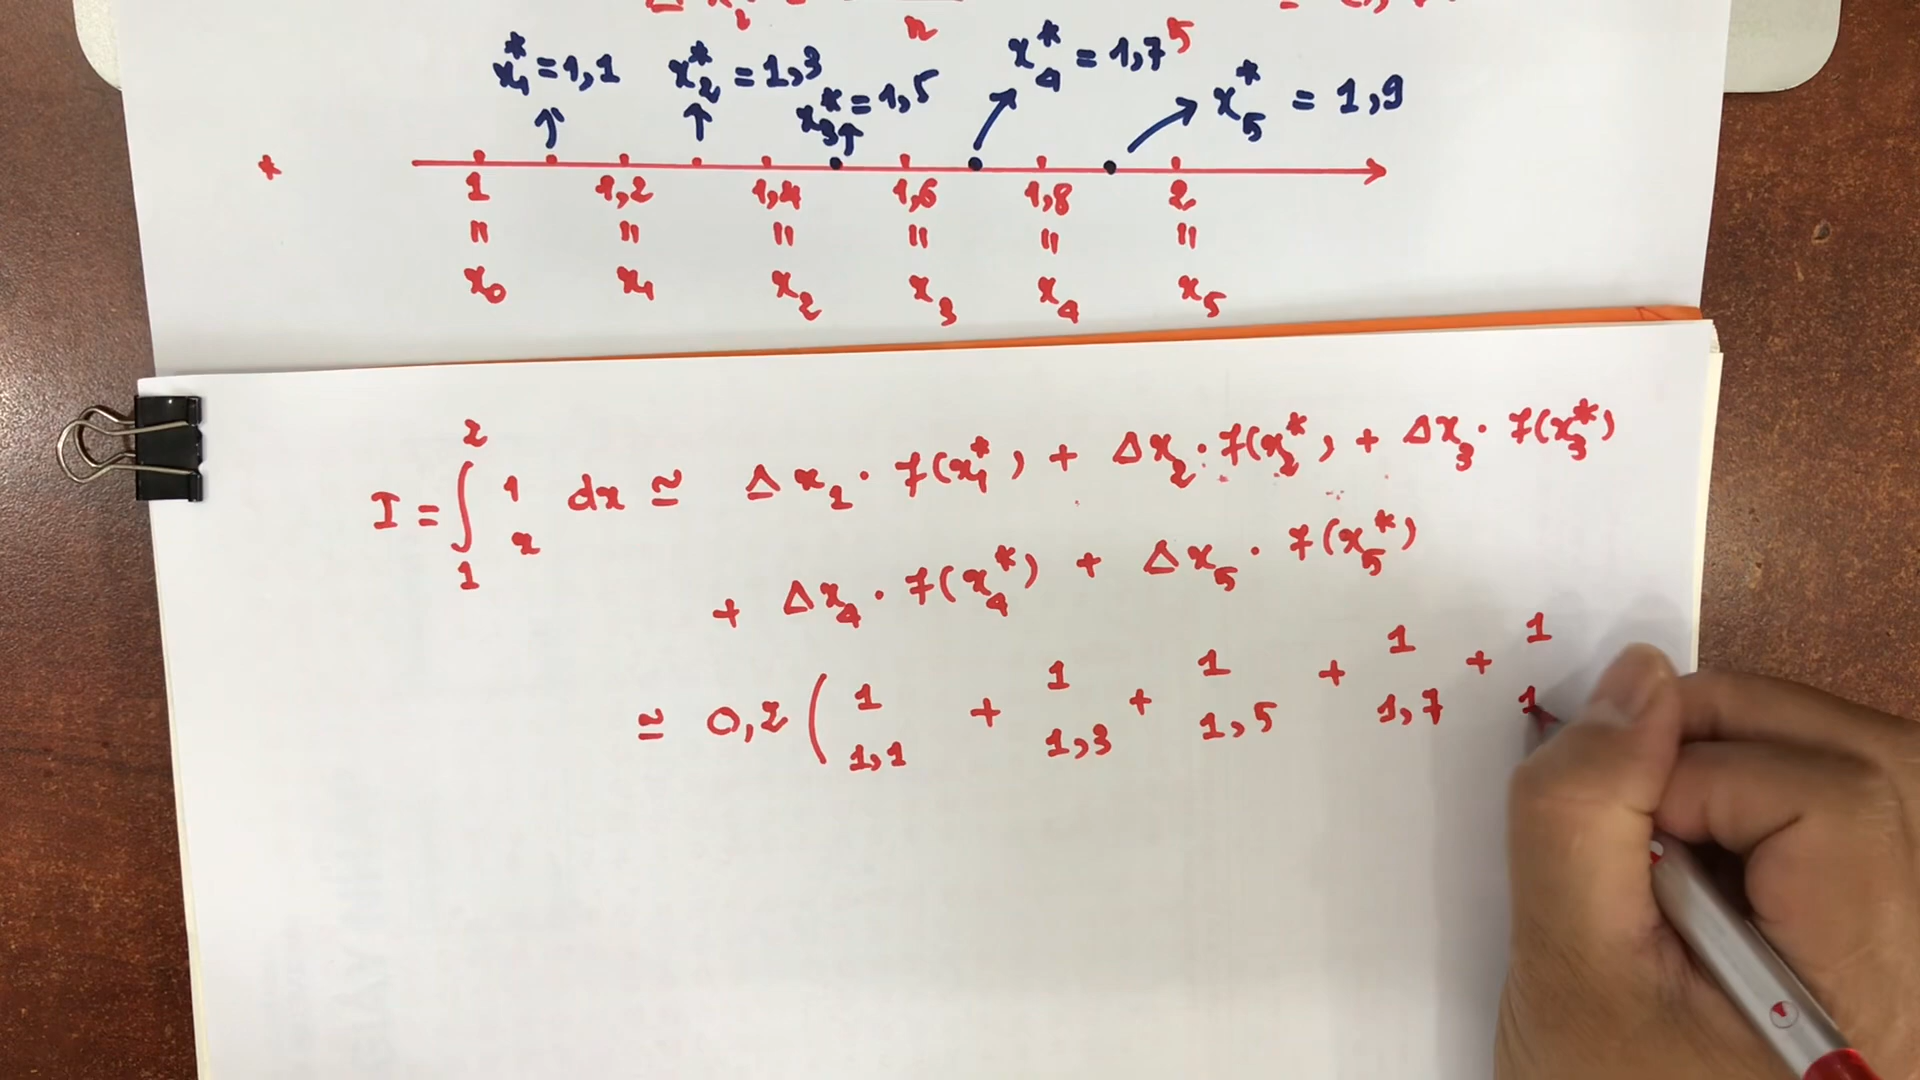 n
x₁* = 1,1 x₂* = 1,3 x₃* = 1,5 x₄* = 1,7 5 x₅* = 1,9
*
1 1,2 1,4 1,6 1,8 2
= = = = = =
x₀ x₁ x₂ x₃ x₄ x₅
I = ∫₁² 1/x dx ≃ Δx₂ · f(x₁*) + Δx₂ · f(x₂*) + Δx₃ · f(x₃*)
+ Δx₄ · f(x₄*) + Δx₅ · f(x₅*)
≃ 0,2 ( 1/1,1 + 1/1,3 + 1/1,5 + 1/1,7 + 1/1